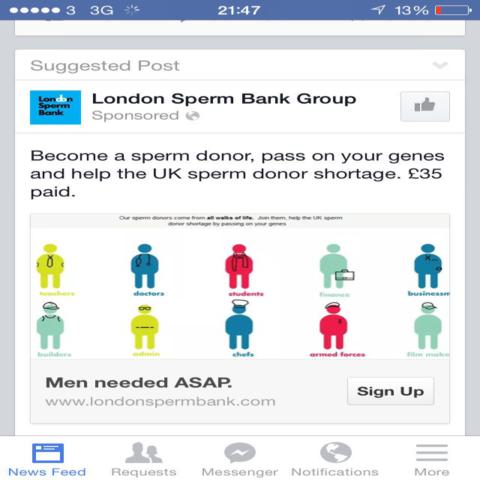 3 3G 21:47 13%
Suggested Post
London Sperm Bank
London Sperm Bank Group
Sponsored
Become a sperm donor, pass on your genes
and help the UK sperm donor shortage. £35
paid.
Our sperm donors come from all walks of life. Join them, help the UK sperm
donor shortage by passing on your genes
teachers doctors students finance businessm
builders admin chefs armed forces film make
Men needed ASAP.
www.londonspermbank.com
Sign Up
News Feed Requests Messenger Notifications More